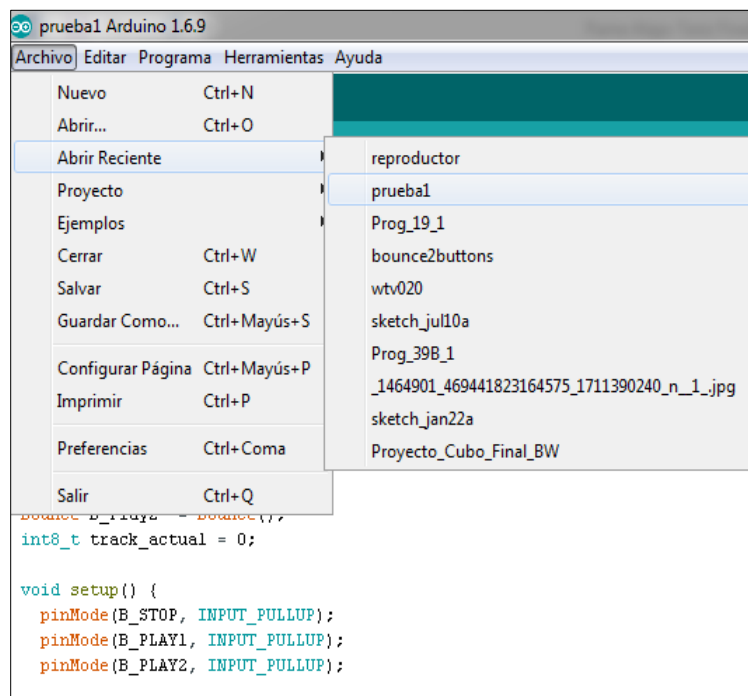 prueba1 Arduino 1.6.9
Archivo Editar Programa Herramientas Ayuda
Nuevo Ctrl+N
Abrir... Ctrl+O
Abrir Reciente
Proyecto
Ejemplos
Cerrar Ctrl+W
Salvar Ctrl+S
Guardar Como... Ctrl+Mayús+S
Configurar Página Ctrl+Mayús+P
Imprimir Ctrl+P
Preferencias Ctrl+Coma
Salir Ctrl+Q
reproductor
prueba1
Prog_19_1
bounce2buttons
wtv020
sketch_jul10a
Prog_39B_1
_1464901_469441823164575_1711390240_n__1_.jpg
sketch_jan22a
Proyecto_Cubo_Final_BW
int8_t track_actual = 0;
void setup() {
pinMode(B_STOP, INPUT_PULLUP);
pinMode(B_PLAY1, INPUT_PULLUP);
pinMode(B_PLAY2, INPUT_PULLUP);